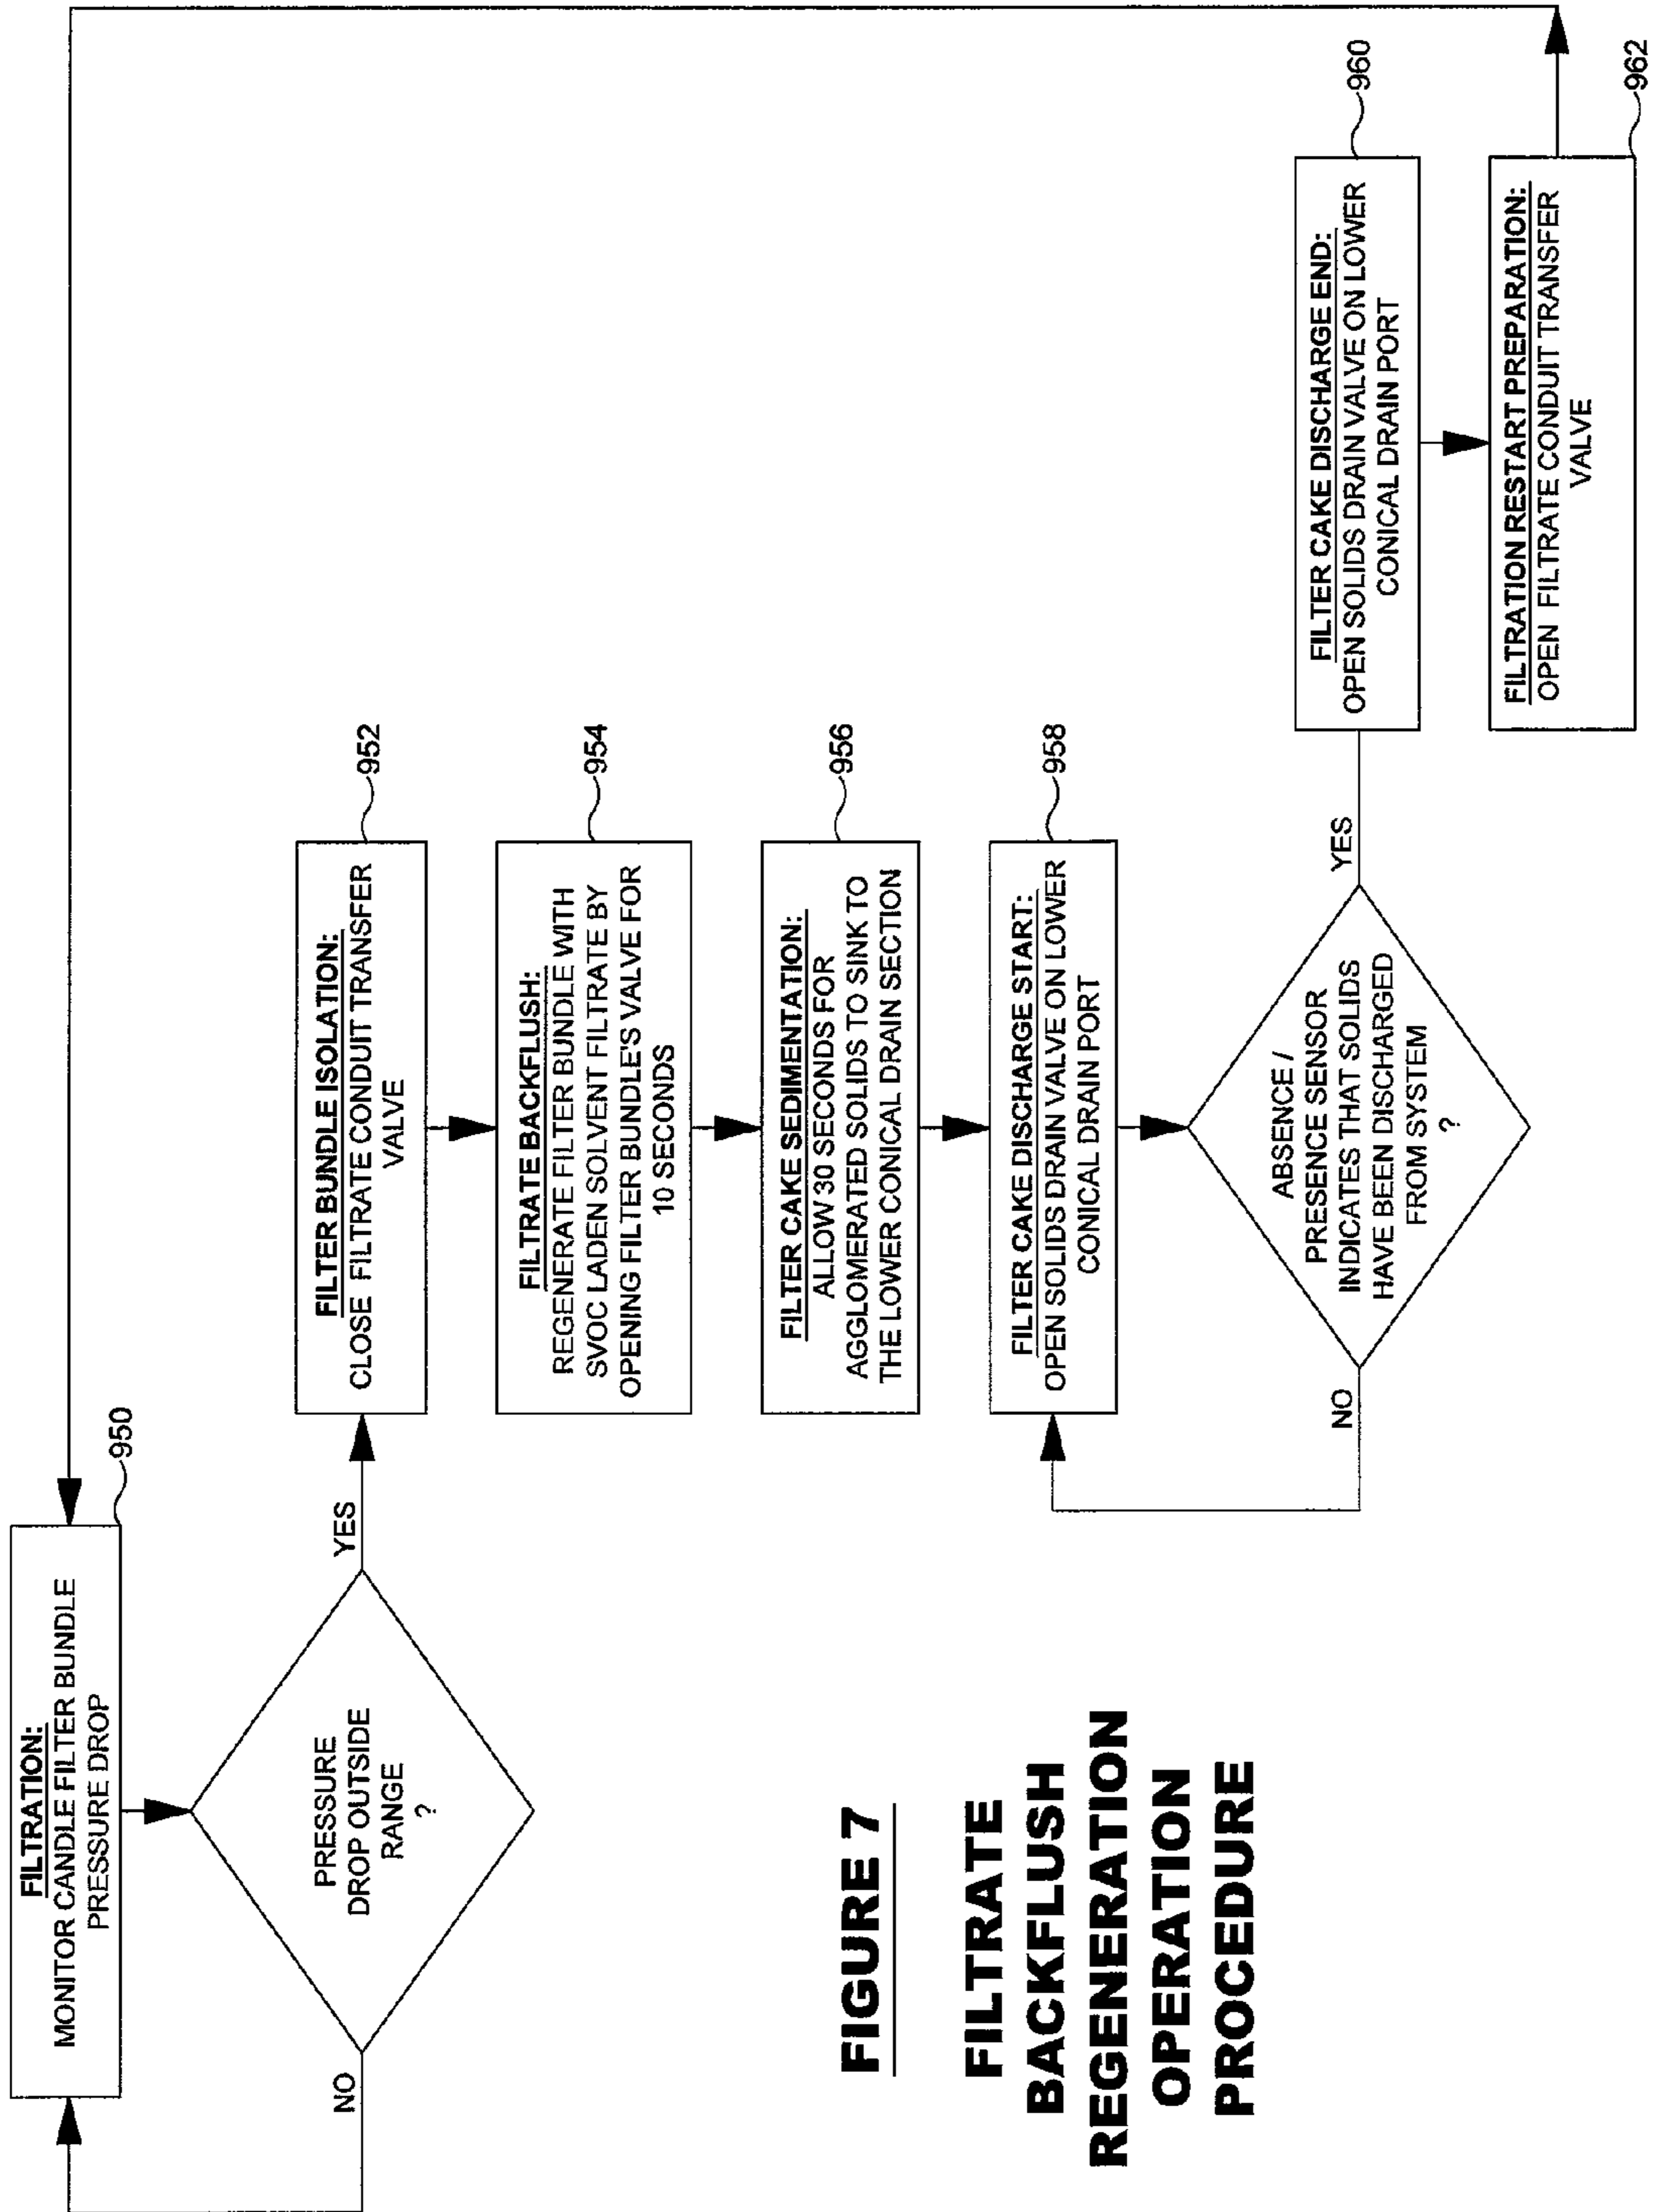 FILTRATION:
MONITOR CANDLE FILTER BUNDLE
PRESSURE DROP
950
PRESSURE
DROP OUTSIDE
RANGE
?
NO
YES
FILTER BUNDLE ISOLATION:
CLOSE FILTRATE CONDUIT TRANSFER
VALVE
952
FILTRATE BACKFLUSH:
REGENERATE FILTER BUNDLE WITH
SVOC LADEN SOLVENT FILTRATE BY
OPENING FILTER BUNDLE'S VALVE FOR
10 SECONDS
954
FILTER CAKE SEDIMENTATION:
ALLOW 30 SECONDS FOR
AGGLOMERATED SOLIDS TO SINK TO
THE LOWER CONICAL DRAIN SECTION
956
FILTER CAKE DISCHARGE START:
OPEN SOLIDS DRAIN VALVE ON LOWER
CONICAL DRAIN PORT
958
ABSENCE /
PRESENCE SENSOR
INDICATES THAT SOLIDS
HAVE BEEN DISCHARGED
FROM SYSTEM
?
NO
YES
FILTER CAKE DISCHARGE END:
OPEN SOLIDS DRAIN VALVE ON LOWER
CONICAL DRAIN PORT
960
FILTRATION RESTART PREPARATION:
OPEN FILTRATE CONDUIT TRANSFER
VALVE
962
FIGURE 7
FILTRATE
BACKFLUSH
REGENERATION
OPERATION
PROCEDURE